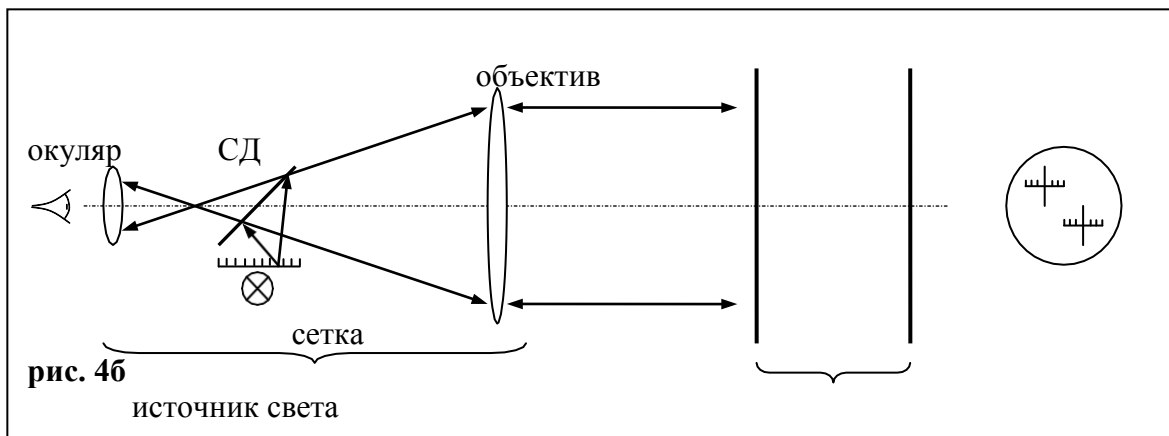 объектив
окуляр
СД
сетка
рис. 4б
источник света